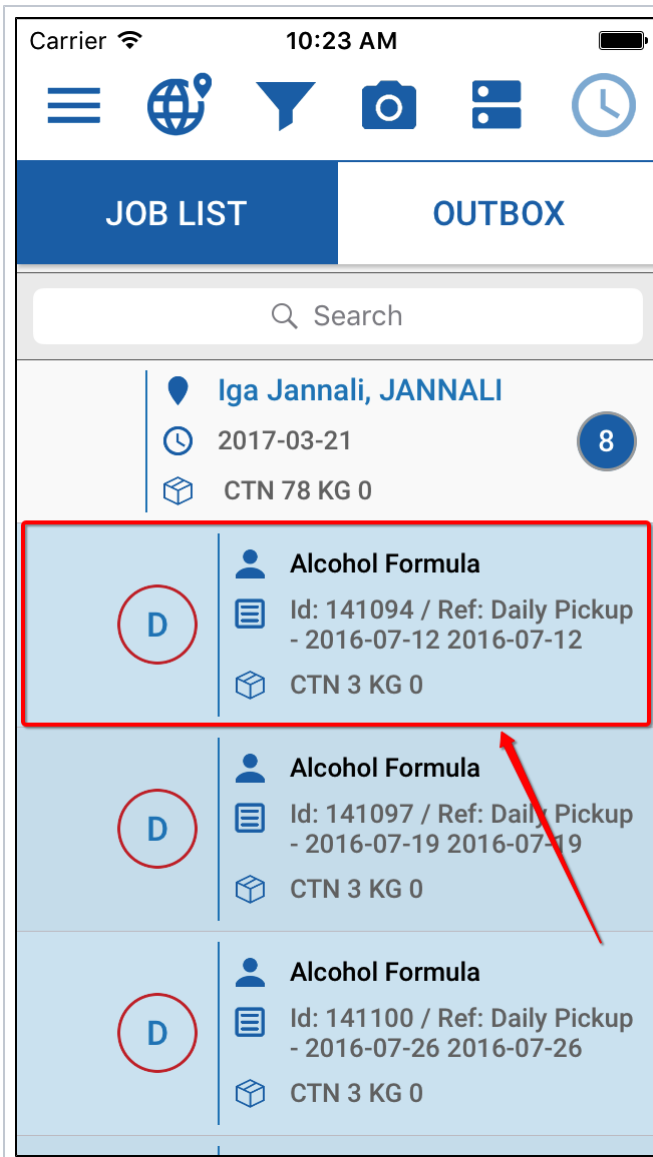 Carrier 10:23 AM
JOB LIST OUTBOX
Search
Iga Jannali, JANNALI
2017-03-21
8
CTN 78 KG 0
Alcohol Formula
D
Id: 141094 / Ref: Daily Pickup
- 2016-07-12 2016-07-12
CTN 3 KG 0
Alcohol Formula
D
Id: 141097 / Ref: Daily Pickup
- 2016-07-19 2016-07-19
CTN 3 KG 0
Alcohol Formula
D
Id: 141100 / Ref: Daily Pickup
- 2016-07-26 2016-07-26
CTN 3 KG 0